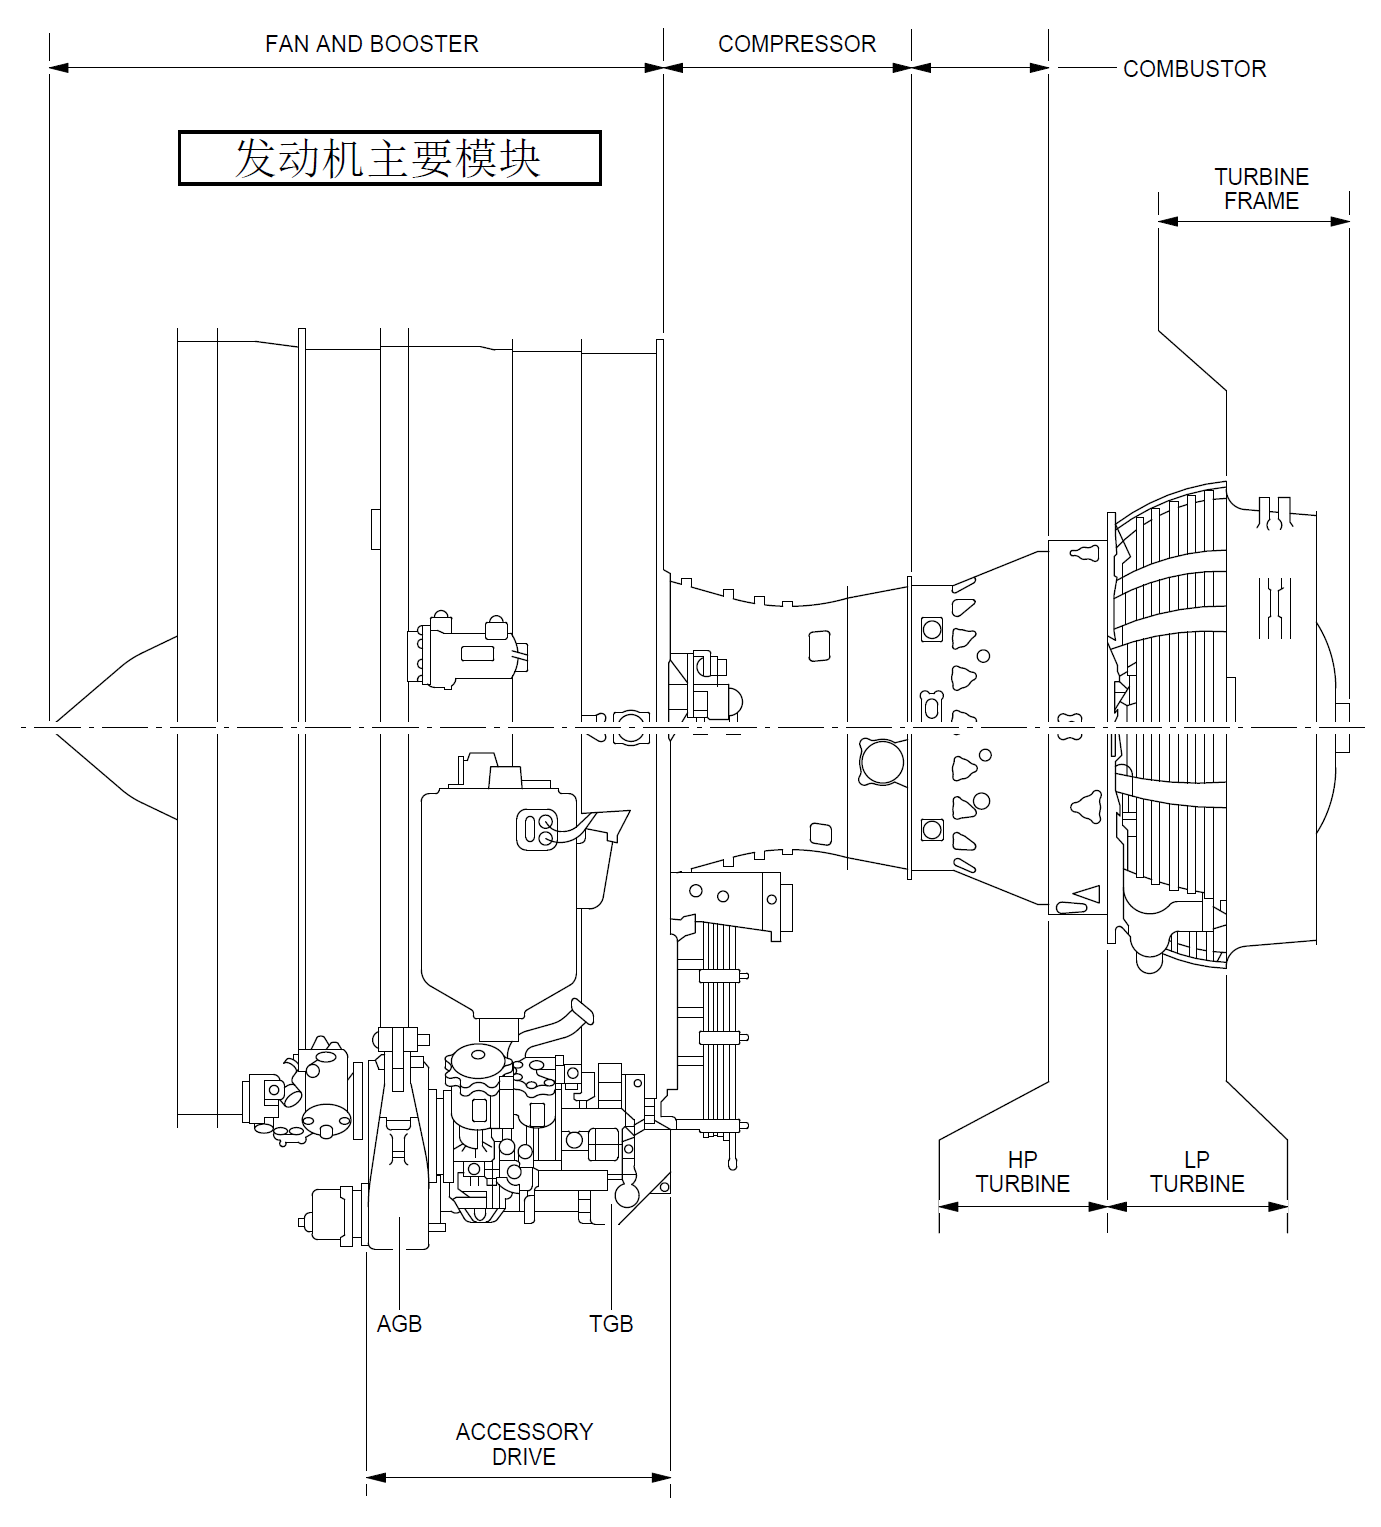 FAN AND BOOSTER
COMPRESSOR
COMBUSTOR
发动机主要模块
TURBINE
FRAME
HP
TURBINE
LP
TURBINE
AGB
TGB
ACCESSORY
DRIVE